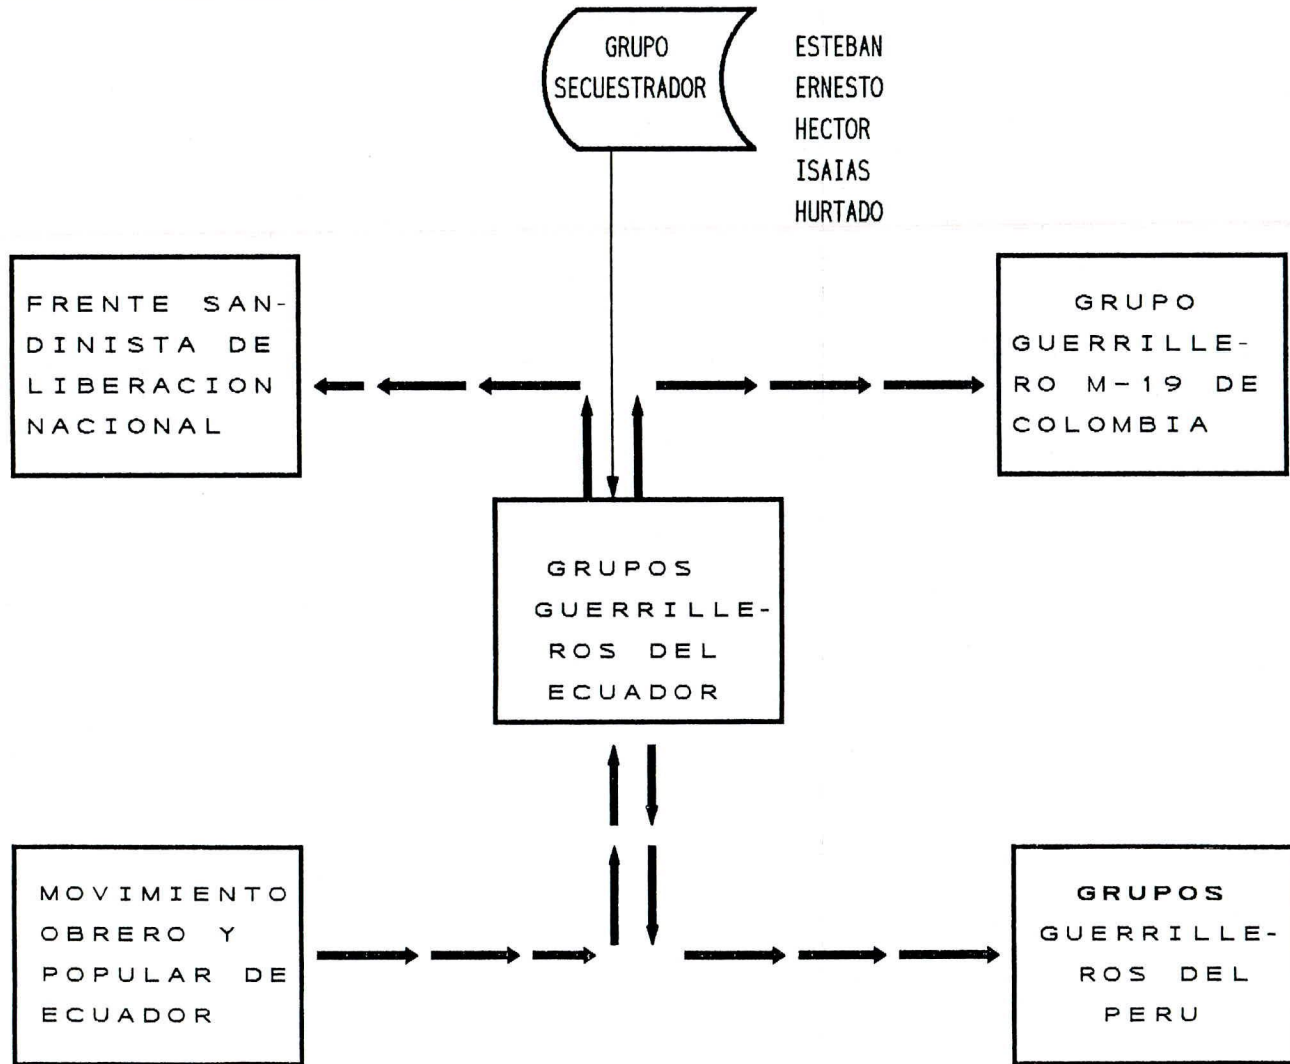 GRUPO
SECUESTRADOR
ESTEBAN
ERNESTO
HECTOR
ISAIAS
HURTADO
FRENTE SAN-
DINISTA DE
LIBERACION
NACIONAL
GRUPO
GUERRILLE-
RO M-19 DE
COLOMBIA
GRUPOS
GUERRILLE-
ROS DEL
ECUADOR
MOVIMIENTO
OBRERO Y
POPULAR DE
ECUADOR
GRUPOS
GUERRILLE-
ROS DEL
PERU